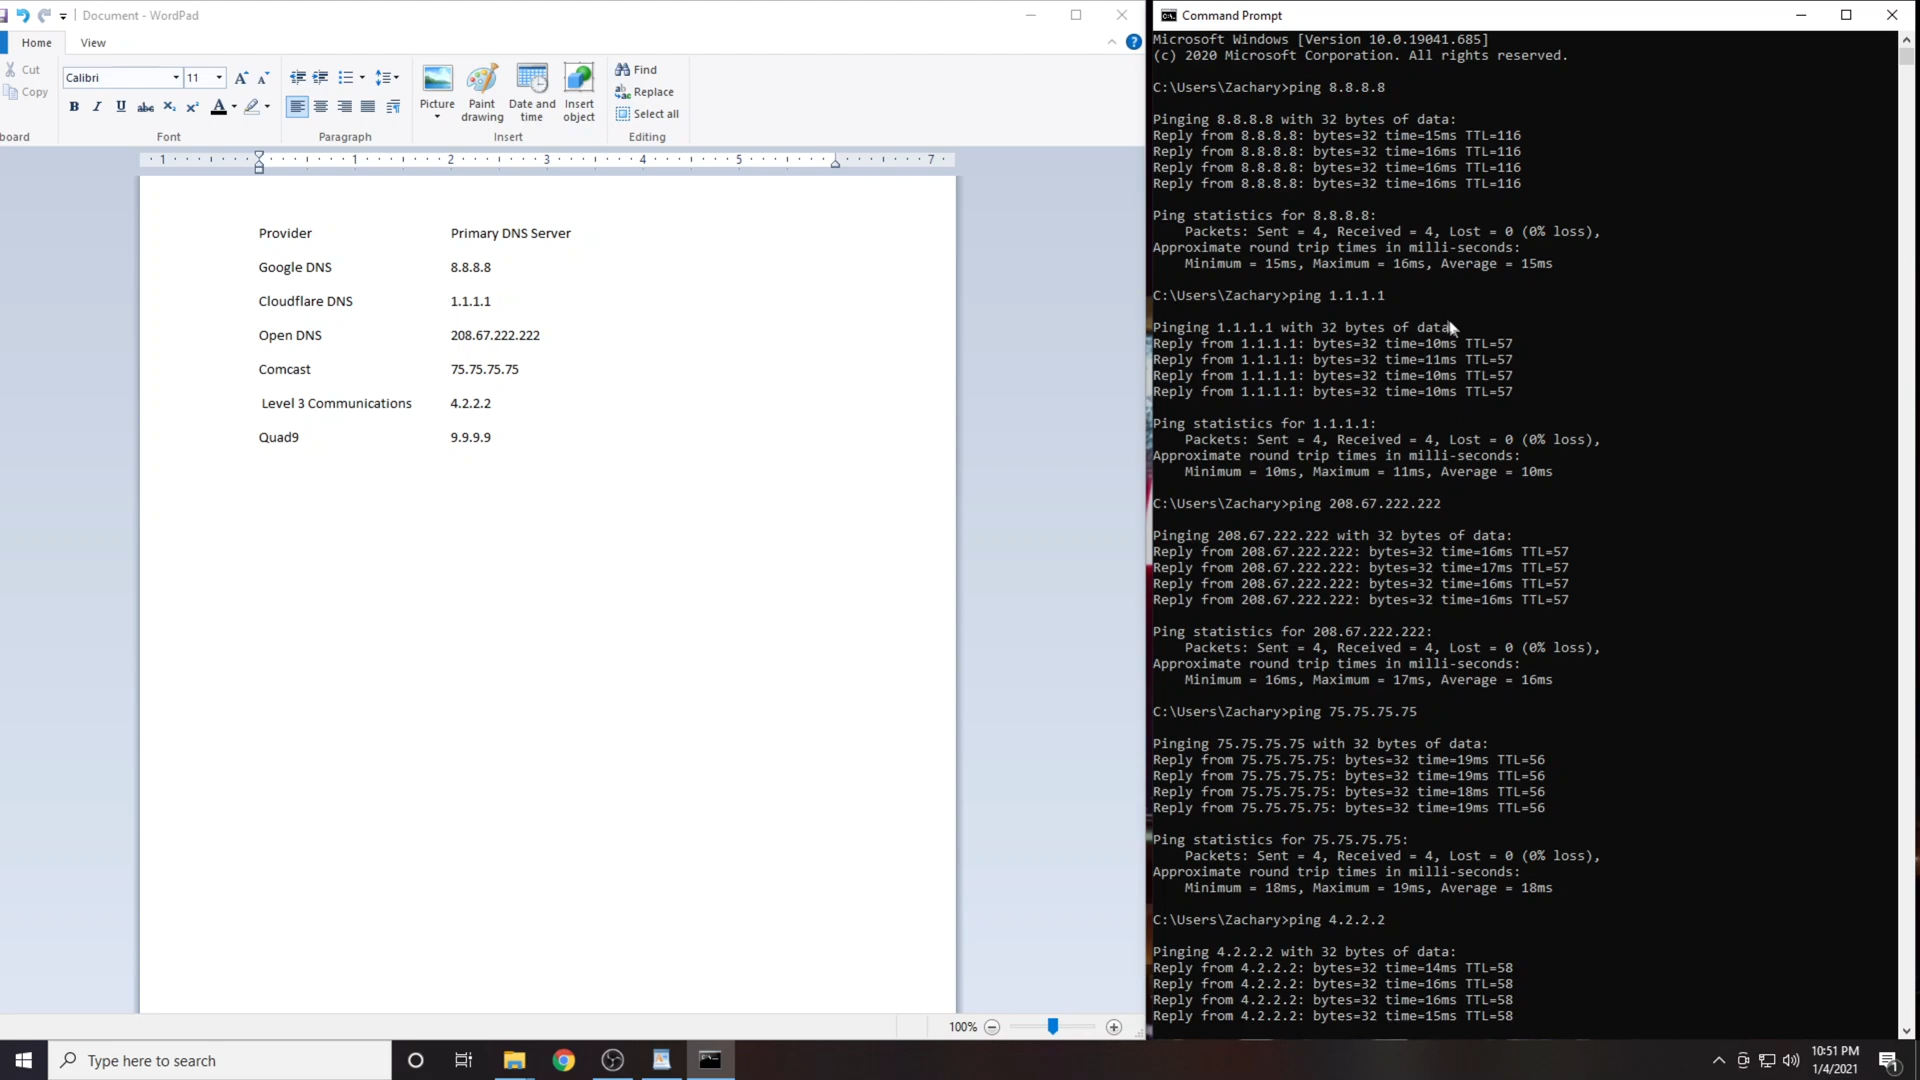 Document - WordPad
Home
View
Cut
Copy
board
Calibri
11
Font
Paragraph
Picture
Paint drawing
Date and time
Insert object
Insert
Find
Replace
Select all
Editing
1 1 2 3 4 5 7
Provider Primary DNS Server
Google DNS 8.8.8.8
Cloudflare DNS 1.1.1.1
Open DNS 208.67.222.222
Comcast 75.75.75.75
Level 3 Communications 4.2.2.2
Quad9 9.9.9.9
100%
Command Prompt
Microsoft Windows [Version 10.0.19041.685]
(c) 2020 Microsoft Corporation. All rights reserved.
C:\Users\Zachary>ping 8.8.8.8
Pinging 8.8.8.8 with 32 bytes of data:
Reply from 8.8.8.8: bytes=32 time=15ms TTL=116
Reply from 8.8.8.8: bytes=32 time=16ms TTL=116
Reply from 8.8.8.8: bytes=32 time=16ms TTL=116
Reply from 8.8.8.8: bytes=32 time=16ms TTL=116
Ping statistics for 8.8.8.8:
Packets: Sent = 4, Received = 4, Lost = 0 (0% loss),
Approximate round trip times in milli-seconds:
Minimum = 15ms, Maximum = 16ms, Average = 15ms
C:\Users\Zachary>ping 1.1.1.1
Pinging 1.1.1.1 with 32 bytes of data:
Reply from 1.1.1.1: bytes=32 time=10ms TTL=57
Reply from 1.1.1.1: bytes=32 time=11ms TTL=57
Reply from 1.1.1.1: bytes=32 time=10ms TTL=57
Reply from 1.1.1.1: bytes=32 time=10ms TTL=57
Ping statistics for 1.1.1.1:
Packets: Sent = 4, Received = 4, Lost = 0 (0% loss),
Approximate round trip times in milli-seconds:
Minimum = 10ms, Maximum = 11ms, Average = 10ms
C:\Users\Zachary>ping 208.67.222.222
Pinging 208.67.222.222 with 32 bytes of data:
Reply from 208.67.222.222: bytes=32 time=16ms TTL=57
Reply from 208.67.222.222: bytes=32 time=17ms TTL=57
Reply from 208.67.222.222: bytes=32 time=16ms TTL=57
Reply from 208.67.222.222: bytes=32 time=16ms TTL=57
Ping statistics for 208.67.222.222:
Packets: Sent = 4, Received = 4, Lost = 0 (0% loss),
Approximate round trip times in milli-seconds:
Minimum = 16ms, Maximum = 17ms, Average = 16ms
C:\Users\Zachary>ping 75.75.75.75
Pinging 75.75.75.75 with 32 bytes of data:
Reply from 75.75.75.75: bytes=32 time=19ms TTL=56
Reply from 75.75.75.75: bytes=32 time=19ms TTL=56
Reply from 75.75.75.75: bytes=32 time=18ms TTL=56
Reply from 75.75.75.75: bytes=32 time=19ms TTL=56
Ping statistics for 75.75.75.75:
Packets: Sent = 4, Received = 4, Lost = 0 (0% loss),
Approximate round trip times in milli-seconds:
Minimum = 18ms, Maximum = 19ms, Average = 18ms
C:\Users\Zachary>ping 4.2.2.2
Pinging 4.2.2.2 with 32 bytes of data:
Reply from 4.2.2.2: bytes=32 time=14ms TTL=58
Reply from 4.2.2.2: bytes=32 time=16ms TTL=58
Reply from 4.2.2.2: bytes=32 time=16ms TTL=58
Reply from 4.2.2.2: bytes=32 time=15ms TTL=58
Type here to search
10:51 PM
1/4/2021
1